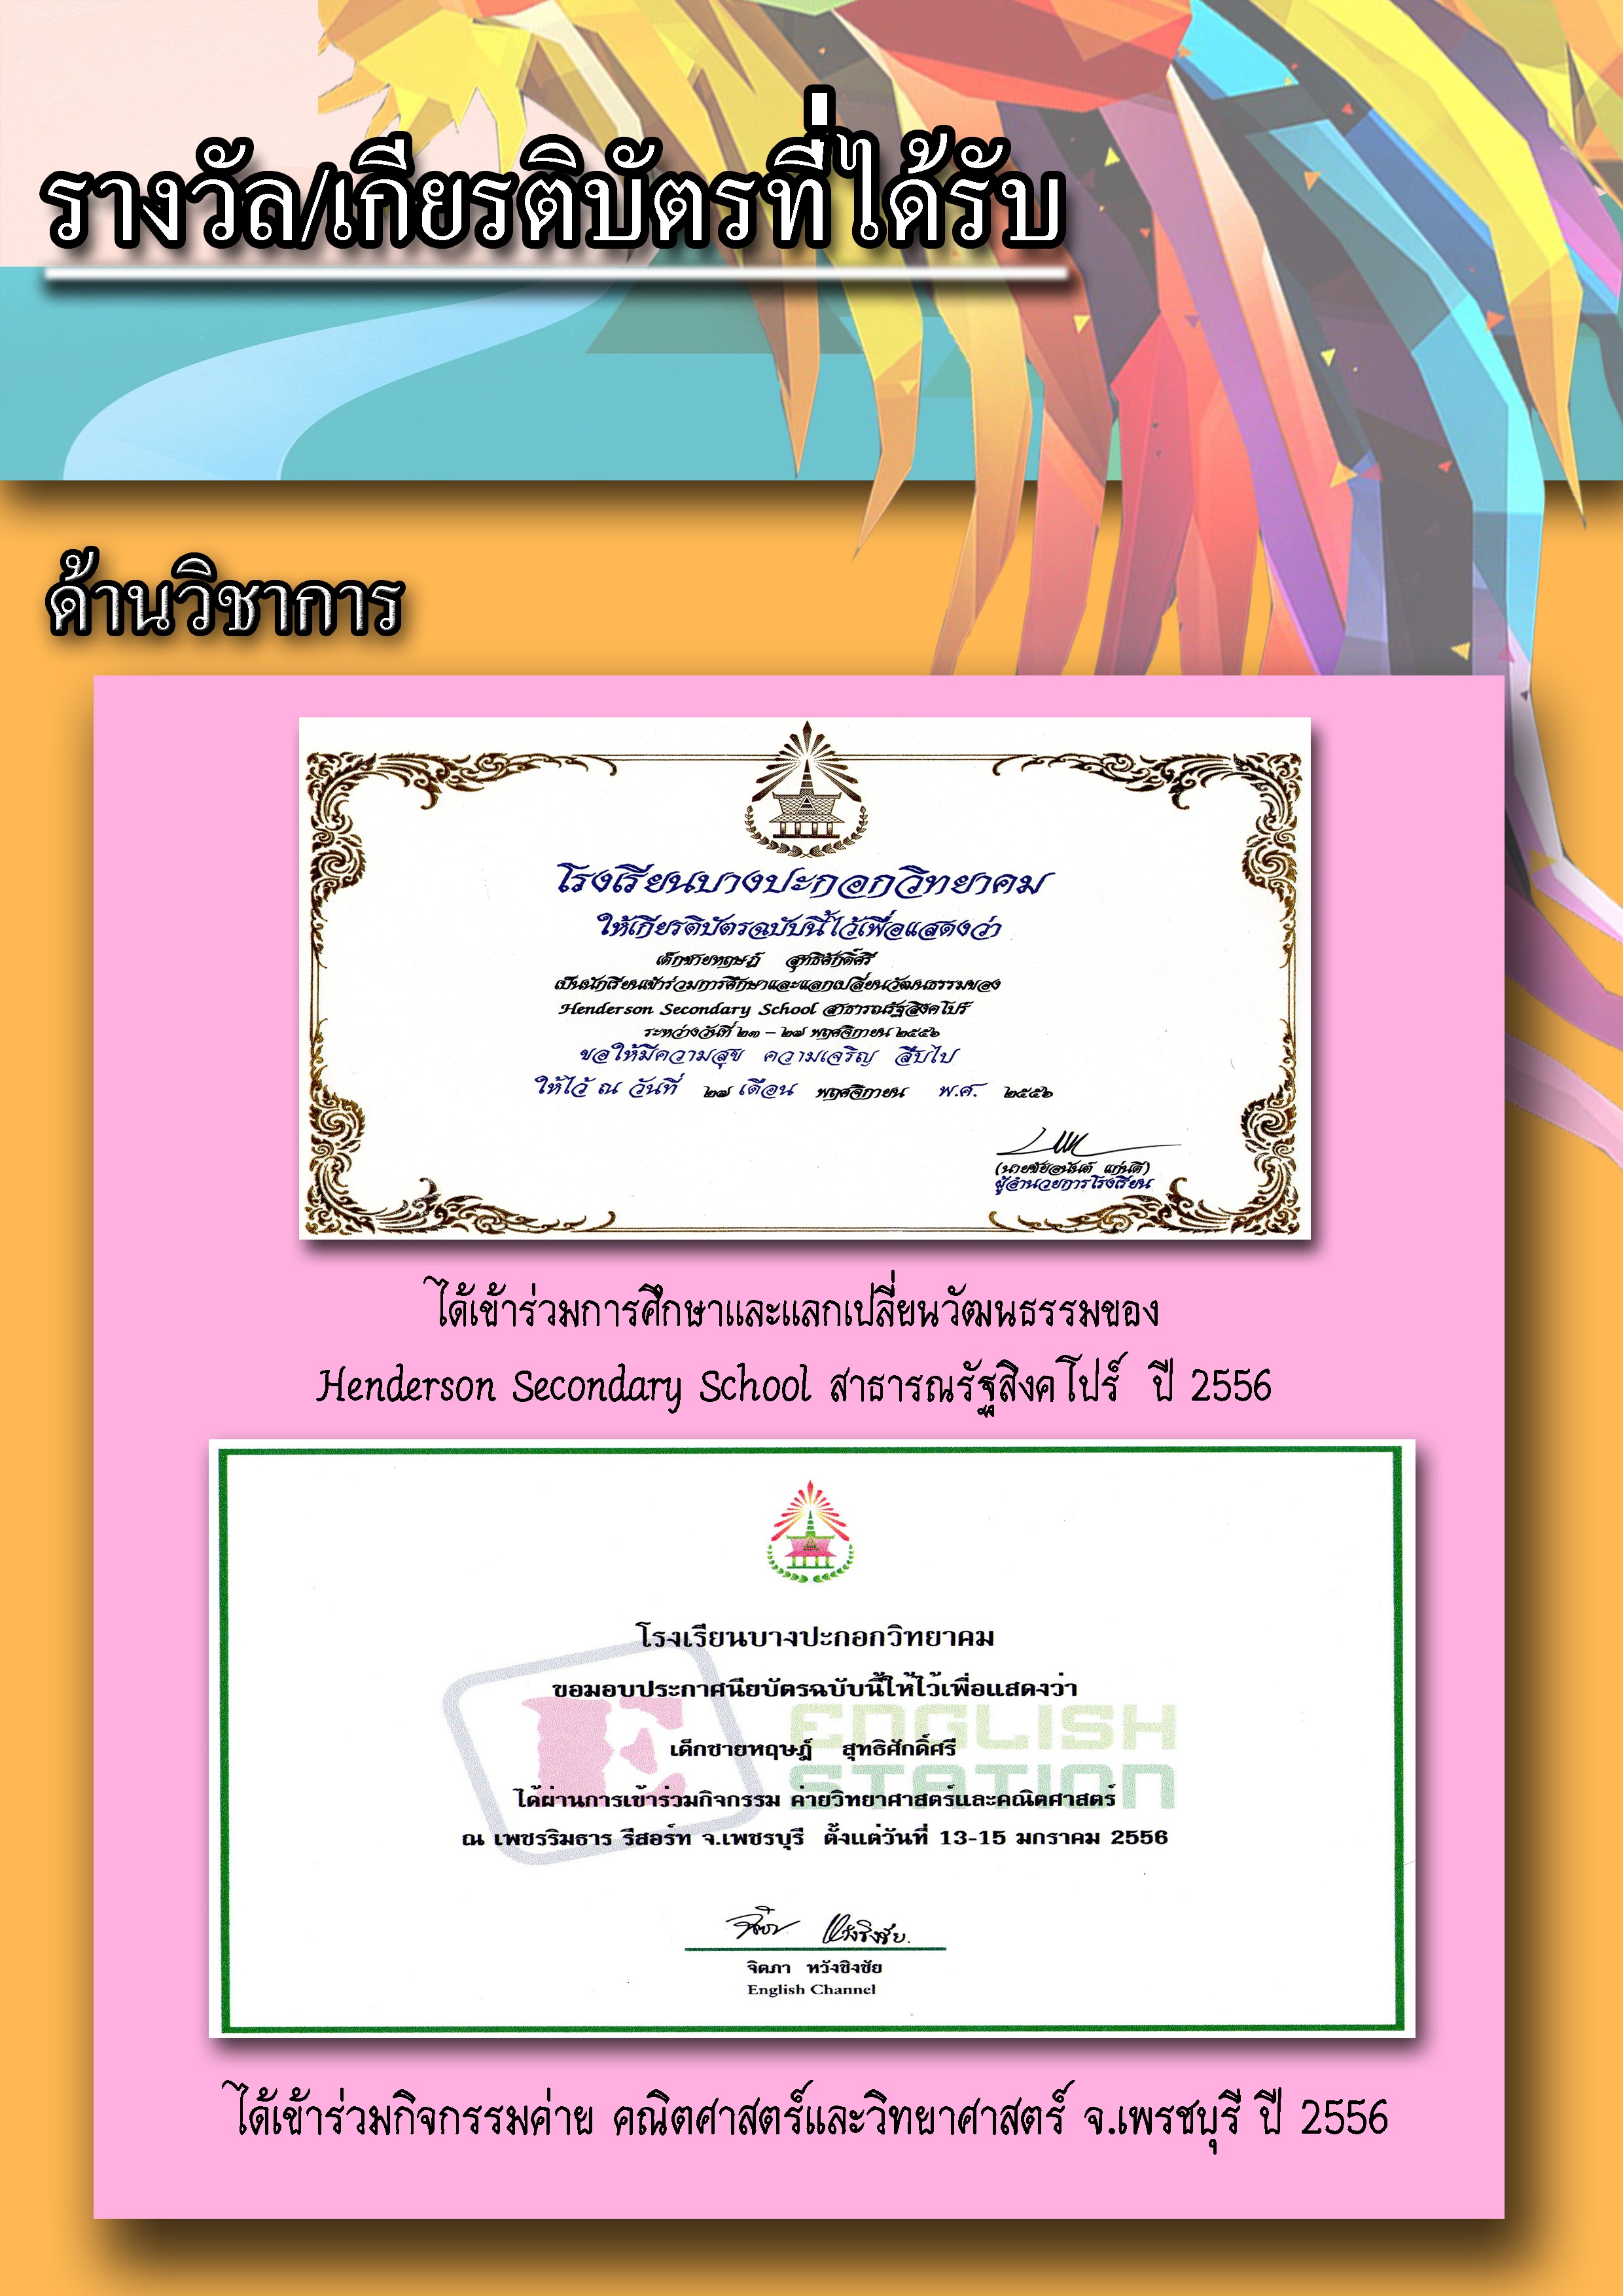 รางวัล/เกียรติบัตรที่ได้รับ
ด้านวิชาการ
โรงเรียนบางปะกอกวิทยาคม
ให้เกียรติบัตรฉบับนี้ไว้เพื่อแสดงว่า
เด็กชายหฤษฎ์ สุทธิศักดิ์ศรี
เป็นนักเรียนเข้าร่วมการศึกษาและแลกเปลี่ยนวัฒนธรรมของ
Henderson Secondary School สาธารณรัฐสิงคโปร์
ระหว่างวันที่ ๒๓ – ๒๗ พฤศจิกายน ๒๕๕๖
ขอให้มีความสุข ความเจริญ สืบไป
ให้ไว้ ณ วันที่ ๒๗ เดือน พฤศจิกายน พ.ศ. ๒๕๕๖
(นายชัยอนันต์ แก่นดี)
ผู้อำนวยการโรงเรียน
ได้เข้าร่วมการศึกษาและแลกเปลี่ยนวัฒนธรรมของ
Henderson Secondary School สาธารณรัฐสิงคโปร์ ปี 2556
โรงเรียนบางปะกอกวิทยาคม
ขอมอบประกาศนียบัตรฉบับนี้ให้ไว้เพื่อแสดงว่า
E ENGLISH STATION
เด็กชายหฤษฎ์ สุทธิศักดิ์ศรี
ได้ผ่านการเข้าร่วมกิจกรรม ค่ายวิทยาศาสตร์และคณิตศาสตร์
ณ เพชรริมธาร รีสอร์ท จ.เพชรบุรี ตั้งแต่วันที่ 13-15 มกราคม 2556
จิตภา หวังชิงชัย
English Channel
ได้เข้าร่วมกิจกรรมค่าย คณิตศาสตร์และวิทยาศาสตร์ จ.เพรชบุรี ปี 2556